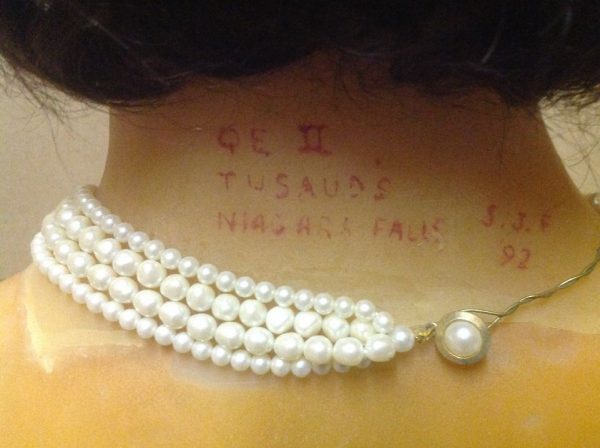 QE II
TUSAUDS
NIAGARA FALLS
S.J.F
92